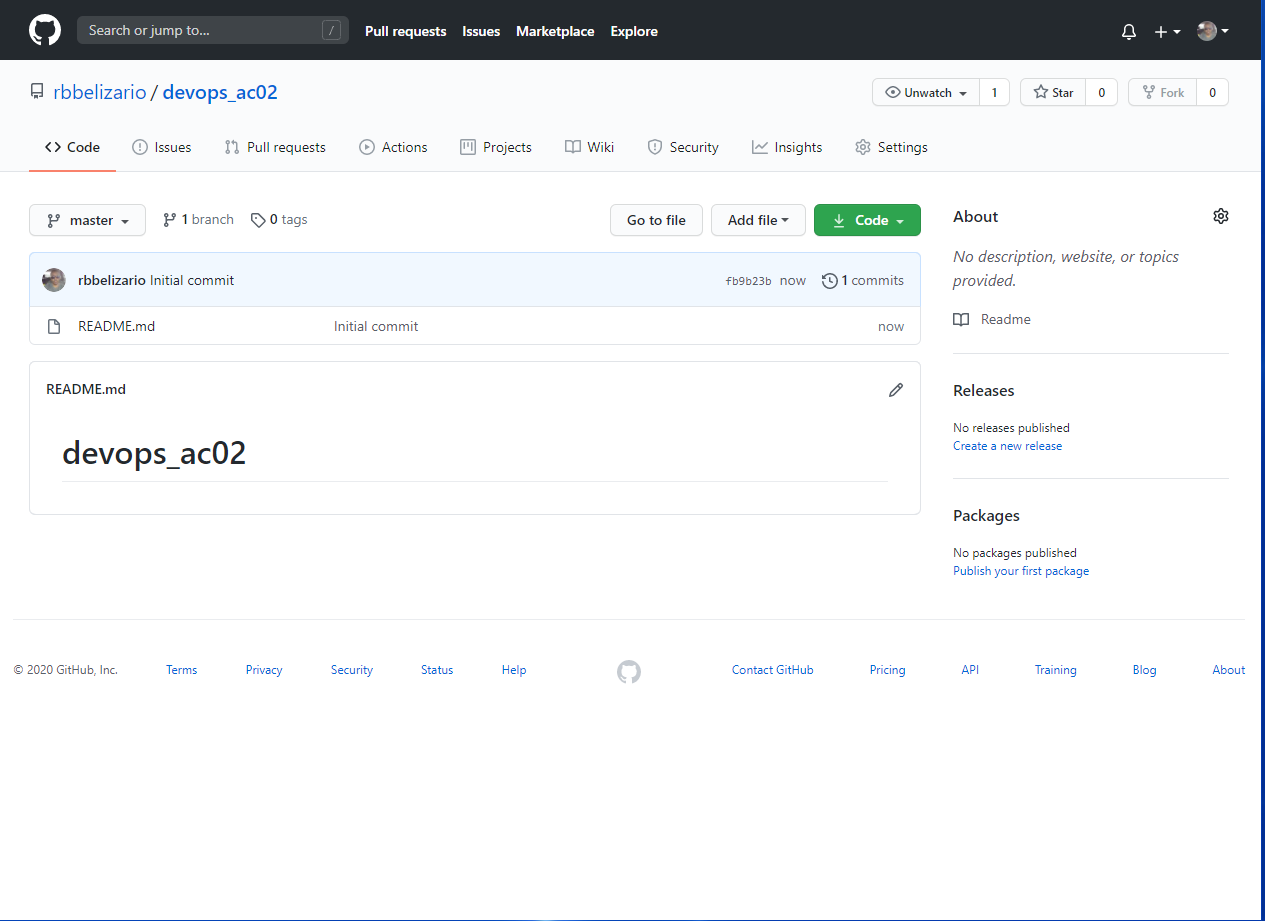 Search or jump to... /
Pull requests Issues Marketplace Explore
rbbelizario / devops_ac02
Unwatch 1 Star 0 Fork 0
Code Issues Pull requests Actions Projects Wiki Security Insights Settings
master 1 branch 0 tags Go to file Add file Code
rbbelizario Initial commit fb9b23b now 1 commits
README.md Initial commit now
README.md
devops_ac02
About
No description, website, or topics
provided.
Readme
Releases
No releases published
Create a new release
Packages
No packages published
Publish your first package
© 2020 GitHub, Inc. Terms Privacy Security Status Help Contact GitHub Pricing API Training Blog About